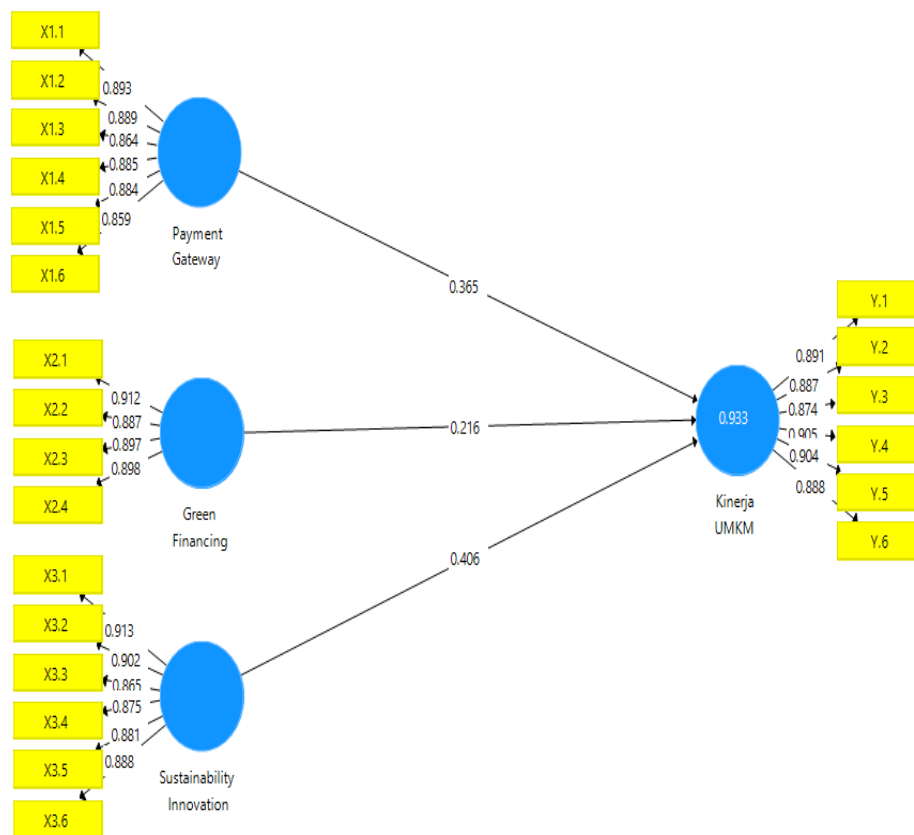 X1.1
X1.2
X1.3
X1.4
X1.5
X1.6
0.893
0.889
0.864
0.885
0.884
0.859
Payment
Gateway
0.365
X2.1
X2.2
X2.3
X2.4
0.912
0.887
0.897
0.898
Green
Financing
0.216
X3.1
X3.2
X3.3
X3.4
X3.5
X3.6
0.913
0.902
0.865
0.875
0.881
0.888
Sustainability
Innovation
0.406
0.933
Kinerja
UMKM
0.891
0.887
0.874
0.905
0.904
0.888
Y.1
Y.2
Y.3
Y.4
Y.5
Y.6